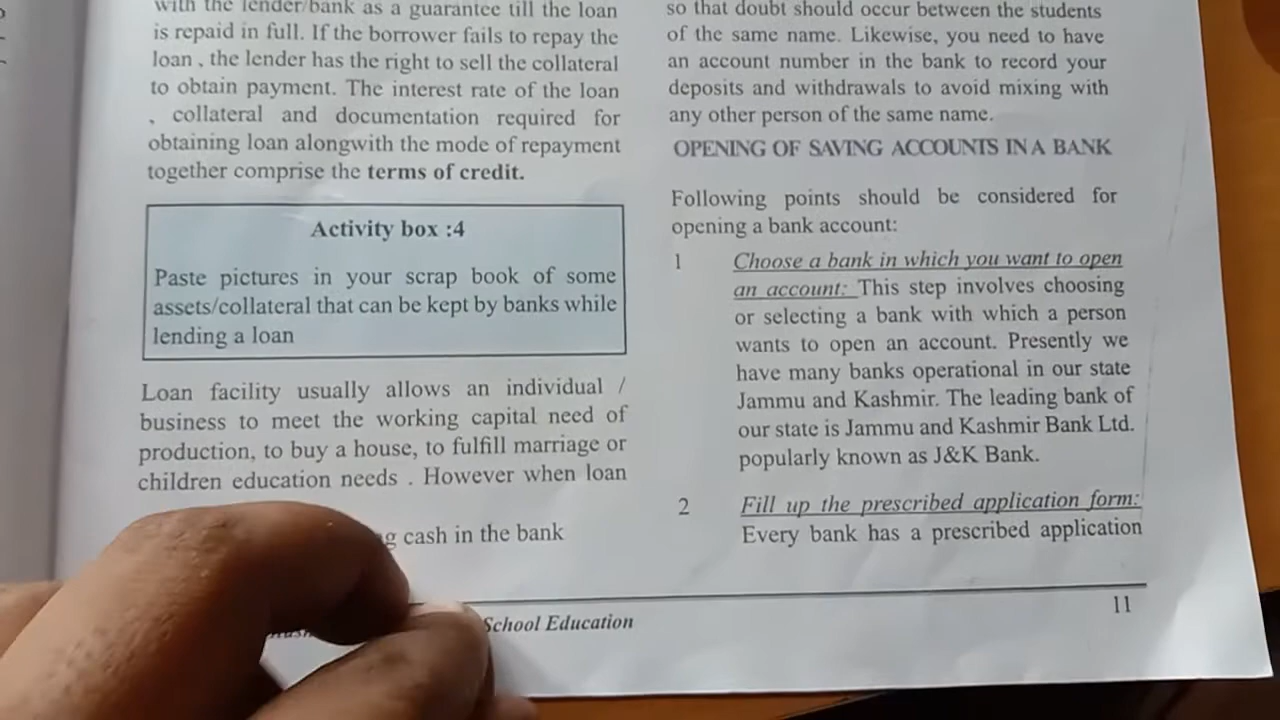 with the lender/bank as a guarantee till the loan
is repaid in full. If the borrower fails to repay the
loan , the lender has the right to sell the collateral
to obtain payment. The interest rate of the loan
, collateral and documentation required for
obtaining loan alongwith the mode of repayment
together comprise the terms of credit.
Activity box :4
Paste pictures in your scrap book of some
assets/collateral that can be kept by banks while
lending a loan
Loan facility usually allows an individual /
business to meet the working capital need of
production, to buy a house, to fulfill marriage or
children education needs . However when loan
cash in the bank
School Education
so that doubt should occur between the students
of the same name. Likewise, you need to have
an account number in the bank to record your
deposits and withdrawals to avoid mixing with
any other person of the same name.
OPENING OF SAVING ACCOUNTS IN A BANK
Following points should be considered for
opening a bank account:
1 Choose a bank in which you want to open
an account: This step involves choosing
or selecting a bank with which a person
wants to open an account. Presently we
have many banks operational in our state
Jammu and Kashmir. The leading bank of
our state is Jammu and Kashmir Bank Ltd.
popularly known as J&K Bank.
2 Fill up the prescribed application form:
Every bank has a prescribed application
11